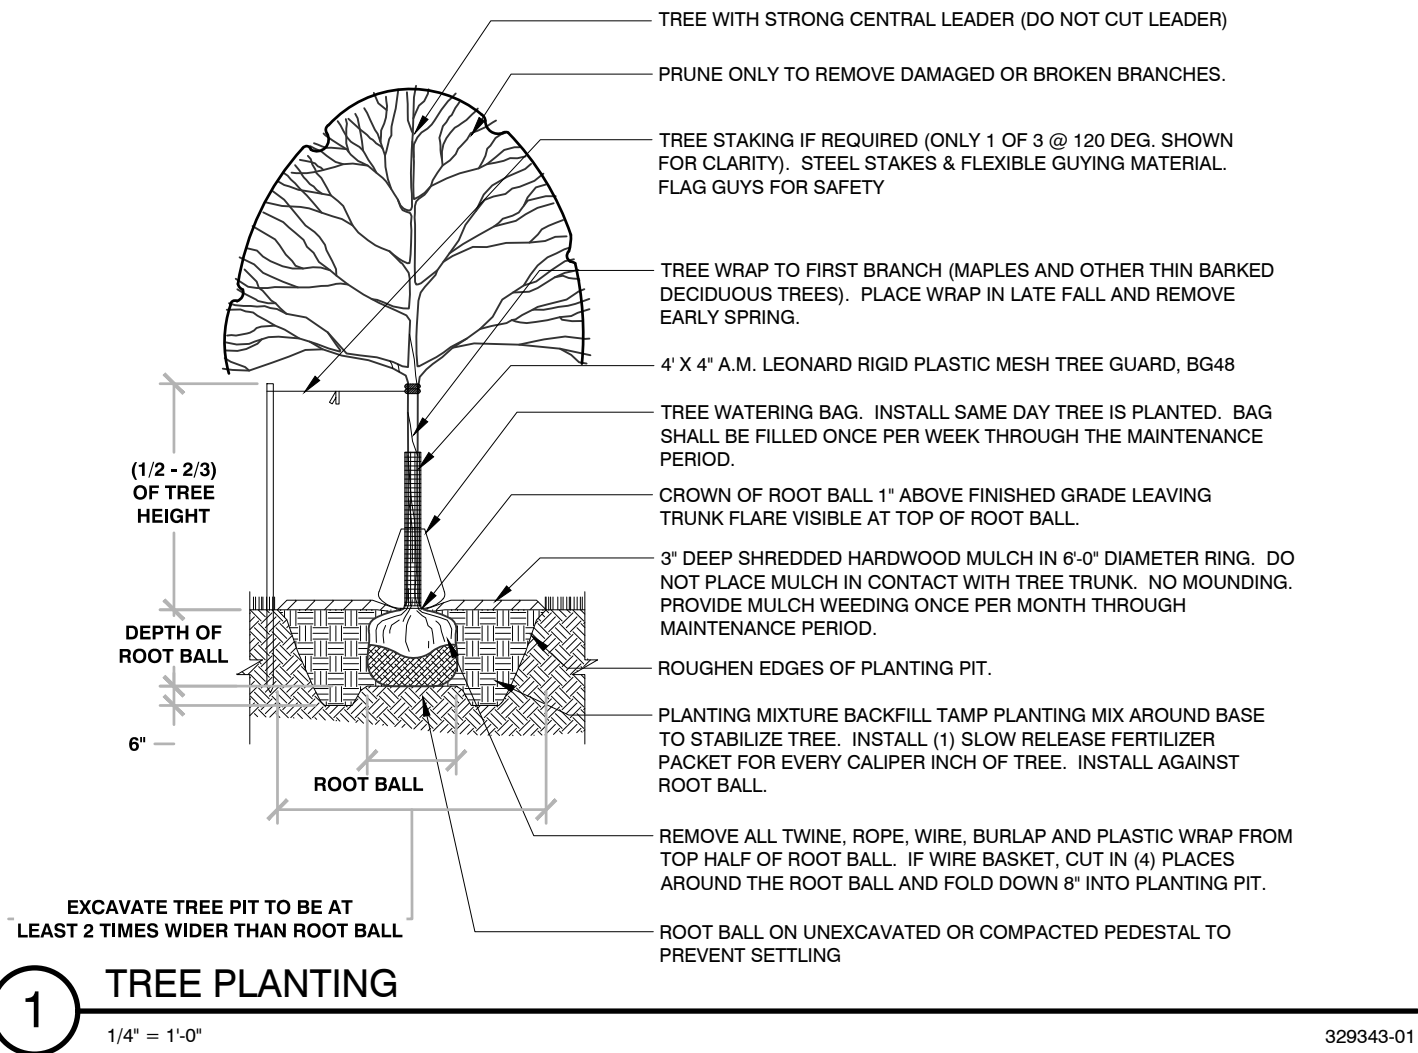 TREE WITH STRONG CENTRAL LEADER (DO NOT CUT LEADER)
PRUNE ONLY TO REMOVE DAMAGED OR BROKEN BRANCHES.
TREE STAKING IF REQUIRED (ONLY 1 OF 3 @ 120 DEG. SHOWN
FOR CLARITY).  STEEL STAKES & FLEXIBLE GUYING MATERIAL.
FLAG GUYS FOR SAFETY
TREE WRAP TO FIRST BRANCH (MAPLES AND OTHER THIN BARKED
DECIDUOUS TREES).  PLACE WRAP IN LATE FALL AND REMOVE
EARLY SPRING.
4' X 4" A.M. LEONARD RIGID PLASTIC MESH TREE GUARD, BG48
TREE WATERING BAG.  INSTALL SAME DAY TREE IS PLANTED.  BAG
SHALL BE FILLED ONCE PER WEEK THROUGH THE MAINTENANCE
PERIOD.
CROWN OF ROOT BALL 1" ABOVE FINISHED GRADE LEAVING
TRUNK FLARE VISIBLE AT TOP OF ROOT BALL.
3" DEEP SHREDDED HARDWOOD MULCH IN 6'-0" DIAMETER RING.  DO
NOT PLACE MULCH IN CONTACT WITH TREE TRUNK.  NO MOUNDING.
PROVIDE MULCH WEEDING ONCE PER MONTH THROUGH
MAINTENANCE PERIOD.
ROUGHEN EDGES OF PLANTING PIT.
PLANTING MIXTURE BACKFILL TAMP PLANTING MIX AROUND BASE
TO STABILIZE TREE.  INSTALL (1) SLOW RELEASE FERTILIZER
PACKET FOR EVERY CALIPER INCH OF TREE.  INSTALL AGAINST
ROOT BALL.
REMOVE ALL TWINE, ROPE, WIRE, BURLAP AND PLASTIC WRAP FROM
TOP HALF OF ROOT BALL.  IF WIRE BASKET, CUT IN (4) PLACES
AROUND THE ROOT BALL AND FOLD DOWN 8" INTO PLANTING PIT.
ROOT BALL ON UNEXCAVATED OR COMPACTED PEDESTAL TO
PREVENT SETTLING
(1/2 - 2/3)
OF TREE
HEIGHT
DEPTH OF
ROOT BALL
6"
ROOT BALL
EXCAVATE TREE PIT TO BE AT
LEAST 2 TIMES WIDER THAN ROOT BALL
1
TREE PLANTING
1/4" = 1'-0"
329343-01